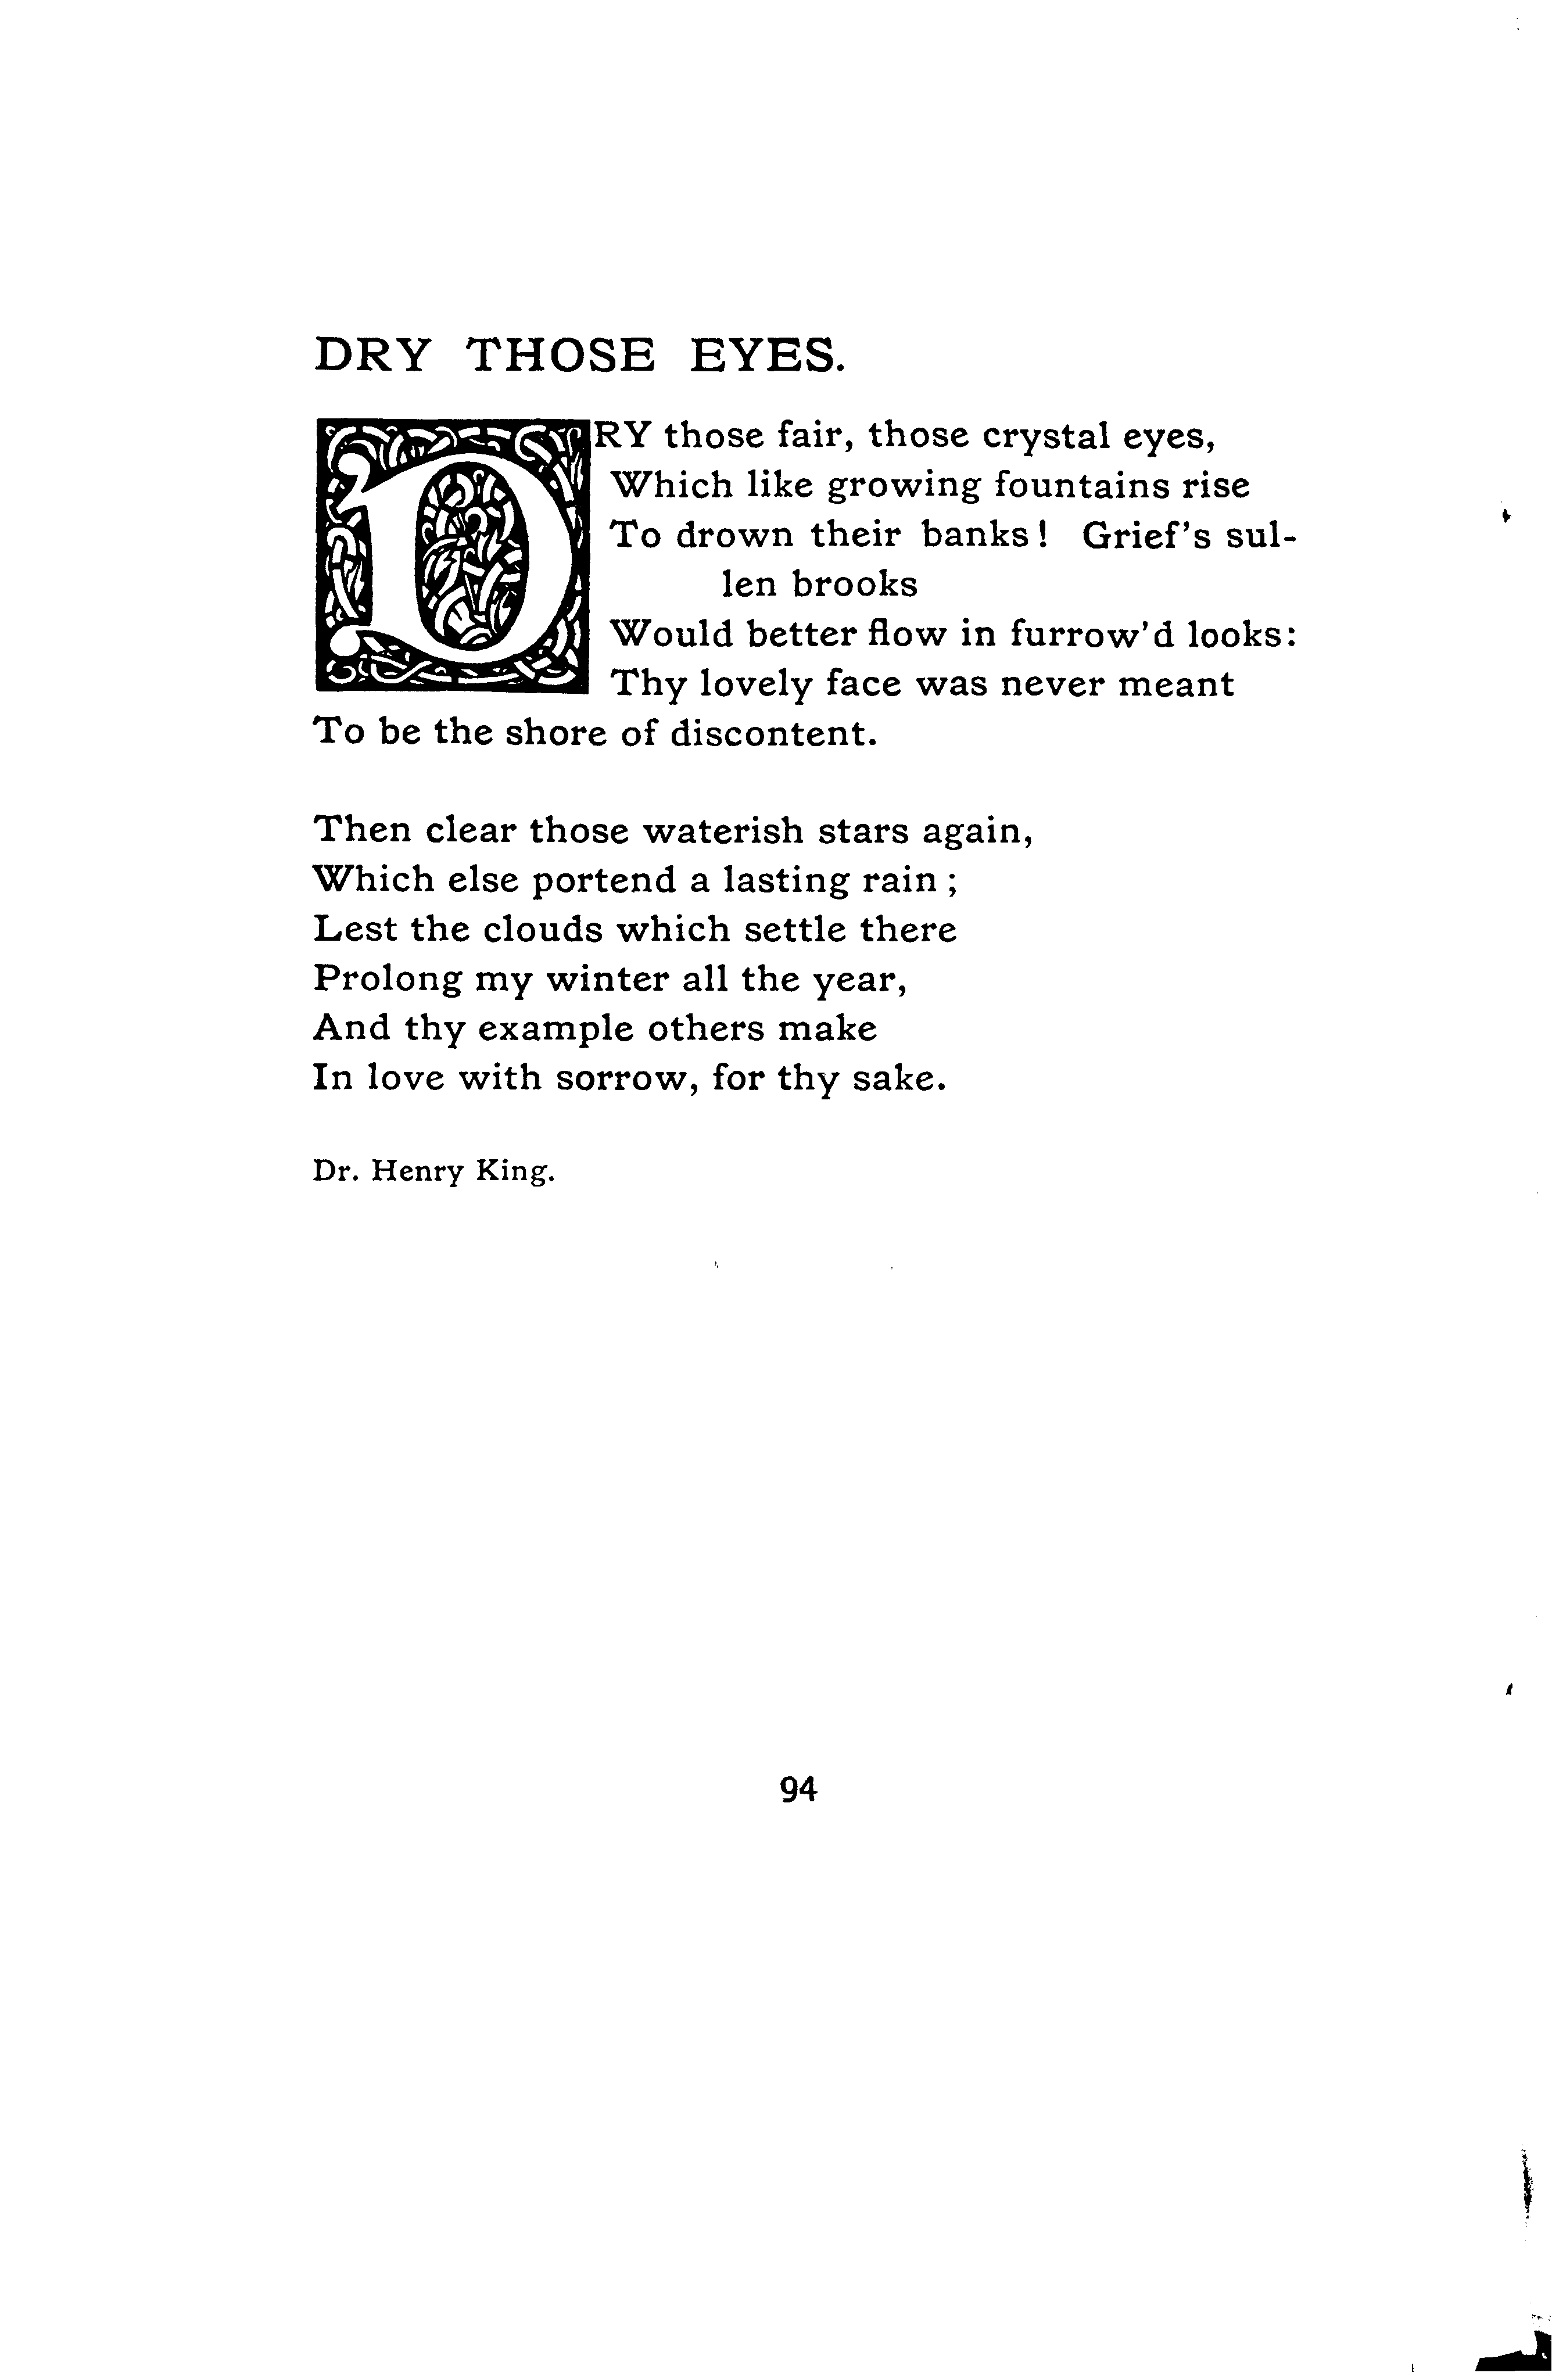 DRY THOSE EYES.
DRY those fair, those crystal eyes,
Which like growing fountains rise
To drown their banks! Grief's sul-
len brooks
Would better flow in furrow'd looks:
Thy lovely face was never meant
To be the shore of discontent.
Then clear those waterish stars again,
Which else portend a lasting rain;
Lest the clouds which settle there
Prolong my winter all the year,
And thy example others make
In love with sorrow, for thy sake.
Dr. Henry King.
94